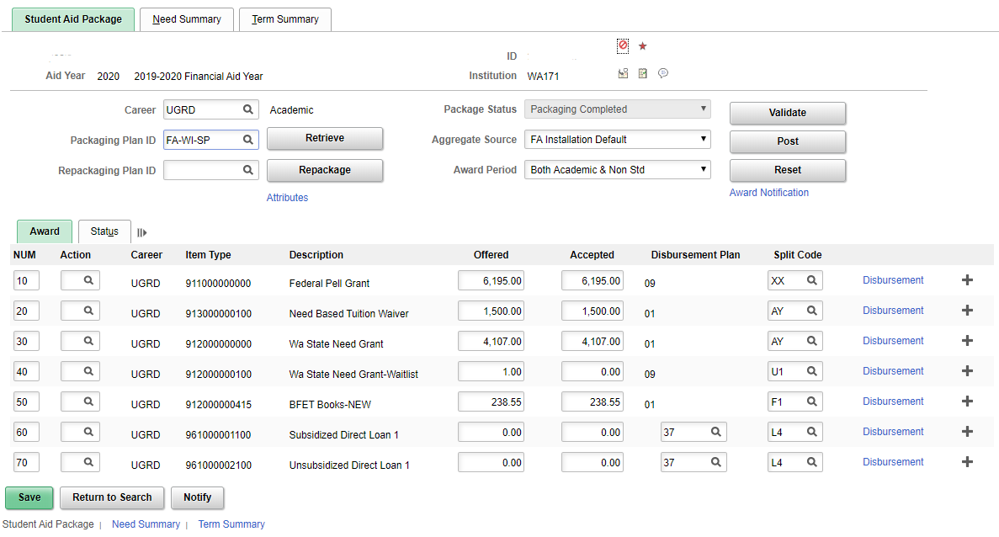 Student Aid Package Need Summary Term Summary
ID
Aid Year 2020 2019-2020 Financial Aid Year Institution WA171
Career UGRD Academic Package Status Packaging Completed Validate
Packaging Plan ID FA-WI-SP Retrieve Aggregate Source FA Installation Default Post
Repackaging Plan ID Repackage Award Period Both Academic & Non Std Reset
Attributes Award Notification
Award Status
NUM Action Career Item Type Description Offered Accepted Disbursement Plan Split Code
10 UGRD 911000000000 Federal Pell Grant 6,195.00 6,195.00 09 XX Disbursement
20 UGRD 913000000100 Need Based Tuition Waiver 1,500.00 1,500.00 01 AY Disbursement
30 UGRD 912000000000 Wa State Need Grant 4,107.00 4,107.00 01 AY Disbursement
40 UGRD 912000000100 Wa State Need Grant-Waitlist 1.00 0.00 09 U1 Disbursement
50 UGRD 912000000415 BFET Books-NEW 238.55 238.55 01 F1 Disbursement
60 UGRD 961000001100 Subsidized Direct Loan 1 0.00 0.00 37 L4 Disbursement
70 UGRD 961000002100 Unsubsidized Direct Loan 1 0.00 0.00 37 L4 Disbursement
Save Return to Search Notify
Student Aid Package | Need Summary | Term Summary